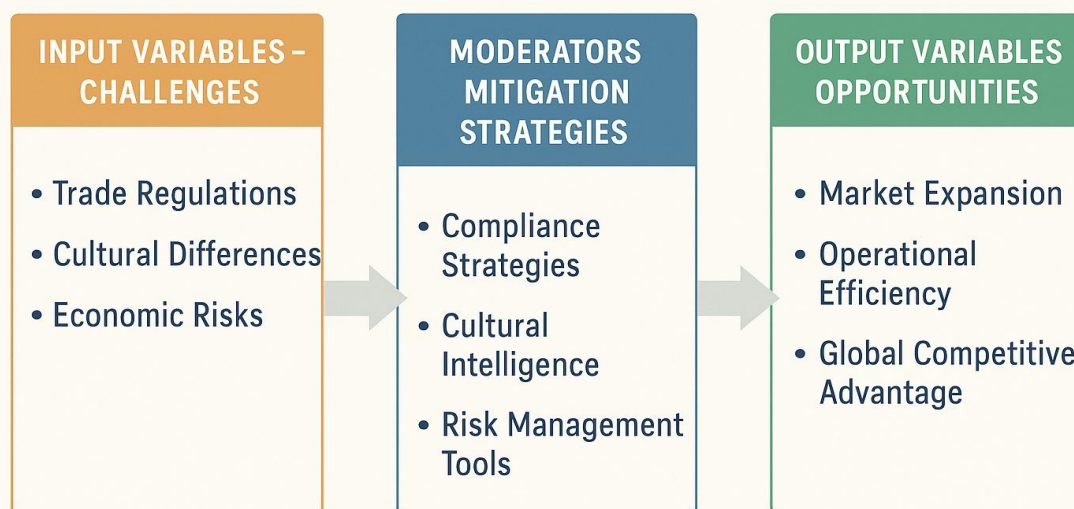 INPUT VARIABLES –
CHALLENGES
• Trade Regulations
• Cultural Differences
• Economic Risks
MODERATORS
MITIGATION
STRATEGIES
• Compliance
Strategies
• Cultural
Intelligence
• Risk Management
Tools
OUTPUT VARIABLES
OPPORTUNITIES
• Market Expansion
• Operational
Efficiency
• Global Competitive
Advantage